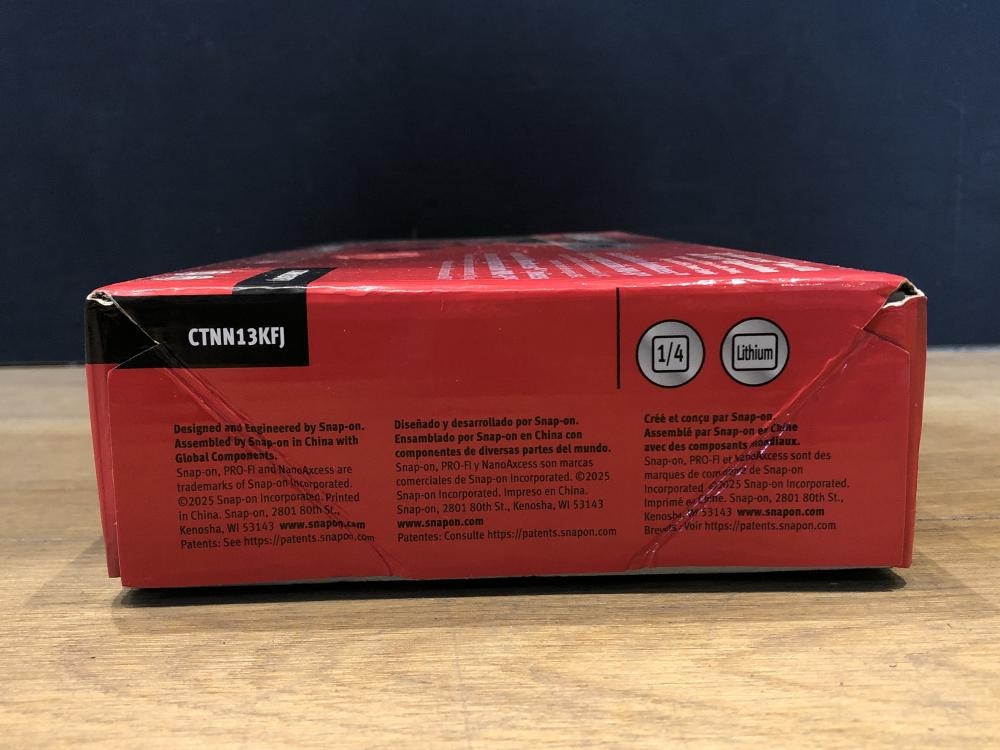 CTNN13KFJ
1/4
Lithium
Designed and Engineered by Snap-on.
Assembled by Snap-on in China with
Global Components.
Snap-on, PRO-FI and NanoAxcess are
trademarks of Snap-on Incorporated.
©2025 Snap-on Incorporated. Printed
in China. Snap-on, 2801 80th St.,
Kenosha, WI 53143 www.snapon.com
Patents: See https://patents.snapon.com
Diseñado y desarrollado por Snap-on.
Ensamblado por Snap-on en China con
componentes de diversas partes del mundo.
Snap-on, PRO-FI y NanoAxcess son marcas
comerciales de Snap-on Incorporated. ©2025
Snap-on Incorporated. Impreso en China.
Snap-on, 2801 80th St., Kenosha, WI 53143
www.snapon.com
Patentes: Consulte https://patents.snapon.com
Créé et conçu par Snap-on.
Assemblé par Snap-on en Chine
avec des composants mondiaux.
Snap-on, PRO-FI et NanoAxcess sont des
marques de commerce de Snap-on
Incorporated. ©2025 Snap-on Incorporated.
Imprimé en Chine. Snap-on, 2801 80th St.,
Kenosha, WI 53143 www.snapon.com
Brevets: Voir https://patents.snapon.com